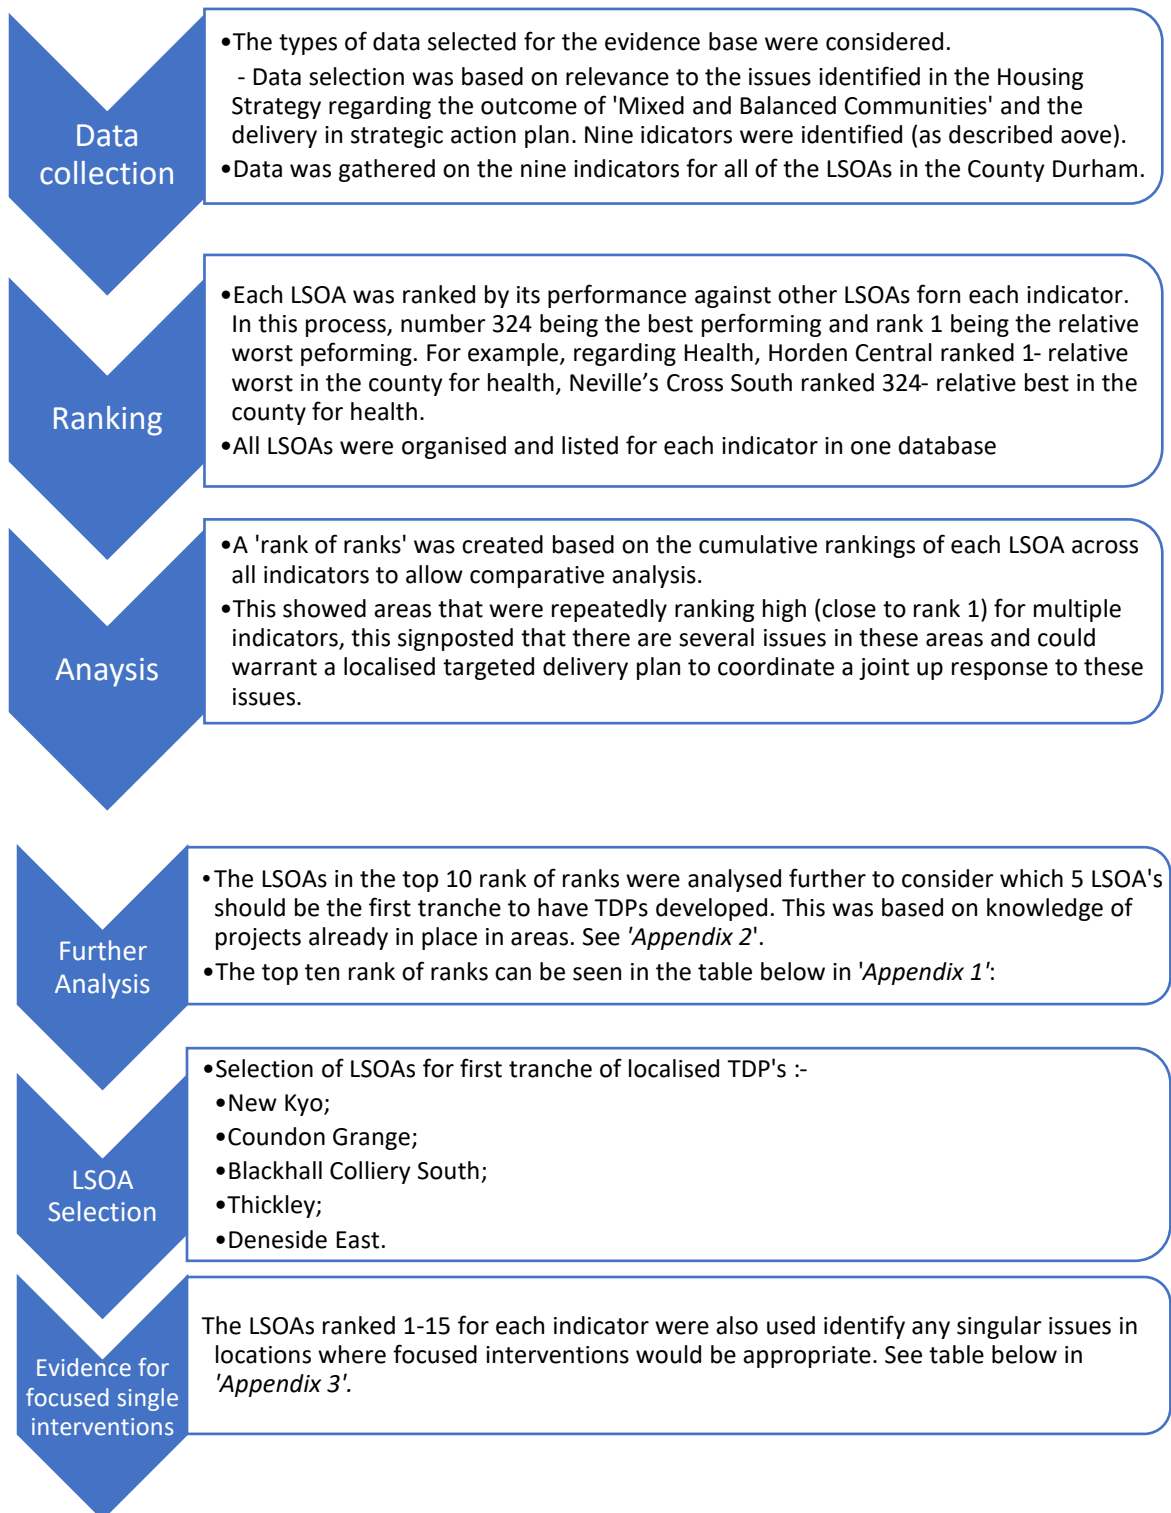 Data
collection
•The types of data selected for the evidence base were considered.
- Data selection was based on relevance to the issues identified in the Housing
Strategy regarding the outcome of 'Mixed and Balanced Communities' and the
delivery in strategic action plan. Nine idicators were identified (as described aove).
•Data was gathered on the nine indicators for all of the LSOAs in the County Durham.
Ranking
•Each LSOA was ranked by its performance against other LSOAs forn each indicator.
In this process, number 324 being the best performing and rank 1 being the relative
worst peforming. For example, regarding Health, Horden Central ranked 1- relative
worst in the county for health, Neville’s Cross South ranked 324- relative best in the
county for health.
•All LSOAs were organised and listed for each indicator in one database
Anaysis
•A 'rank of ranks' was created based on the cumulative rankings of each LSOA across
all indicators to allow comparative analysis.
•This showed areas that were repeatedly ranking high (close to rank 1) for multiple
indicators, this signposted that there are several issues in these areas and could
warrant a localised targeted delivery plan to coordinate a joint up response to these
issues.
Further
Analysis
•The LSOAs in the top 10 rank of ranks were analysed further to consider which 5 LSOA's
should be the first tranche to have TDPs developed. This was based on knowledge of
projects already in place in areas. See 'Appendix 2'.
•The top ten rank of ranks can be seen in the table below in 'Appendix 1':
LSOA
Selection
•Selection of LSOAs for first tranche of localised TDP's :-
•New Kyo;
•Coundon Grange;
•Blackhall Colliery South;
•Thickley;
•Deneside East.
Evidence for
focused single
interventions
The LSOAs ranked 1-15 for each indicator were also used identify any singular issues in
locations where focused interventions would be appropriate. See table below in
'Appendix 3'.